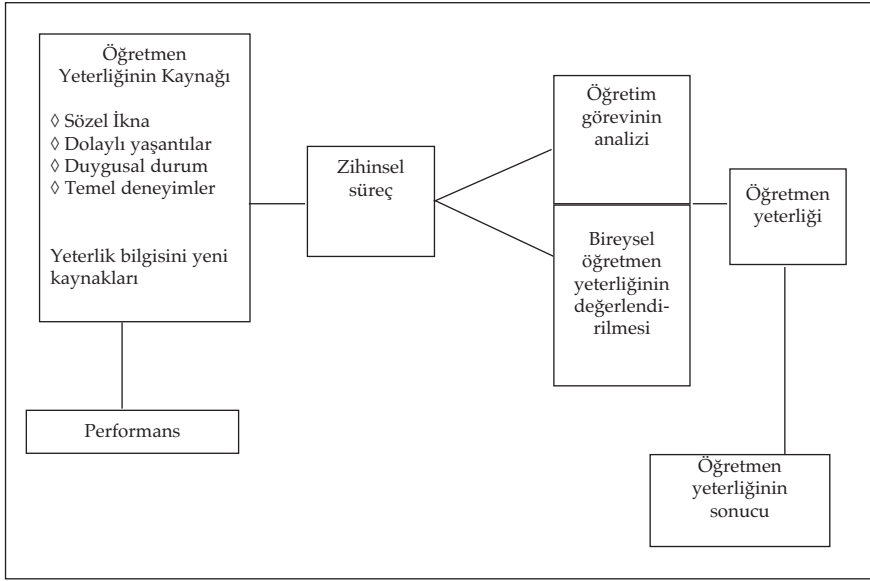 Öğretmen
Yeterliğinin Kaynağı
◊ Sözel İkna
◊ Dolaylı yaşantılar
◊ Duygusal durum
◊ Temel deneyimler
Yeterlik bilgisini yeni
kaynakları
Performans
Zihinsel
süreç
Öğretim
görevinin
analizi
Bireysel
öğretmen
yeterliğinin
değerlendi-
rilmesi
Öğretmen
yeterliği
Öğretmen
yeterliğinin
sonucu